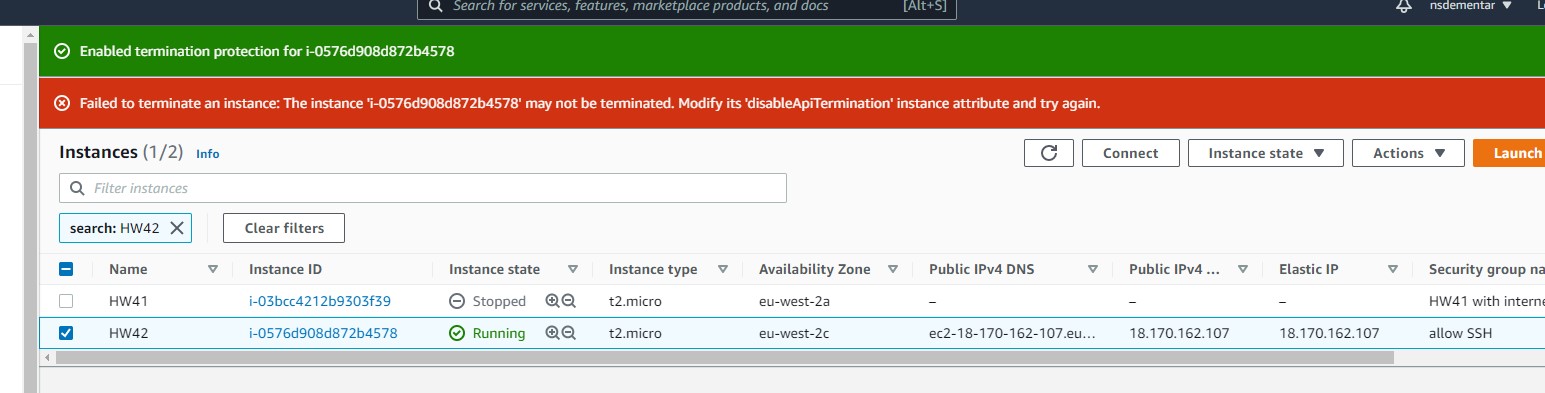 Search for services, features, marketplace products, and docs [Alt+S] nsdementar
Enabled termination protection for i-0576d908d872b4578
Failed to terminate an instance: The instance 'i-0576d908d872b4578' may not be terminated. Modify its 'disableApiTermination' instance attribute and try again.
Instances (1/2) Info Connect Instance state Actions Launch
Filter instances
search: HW42 Clear filters
Name Instance ID Instance state Instance type Availability Zone Public IPv4 DNS Public IPv4 ... Elastic IP Security group na
HW41 i-03bcc4212b9303f39 Stopped t2.micro eu-west-2a – – – HW41 with interne
HW42 i-0576d908d872b4578 Running t2.micro eu-west-2c ec2-18-170-162-107.eu... 18.170.162.107 18.170.162.107 allow SSH